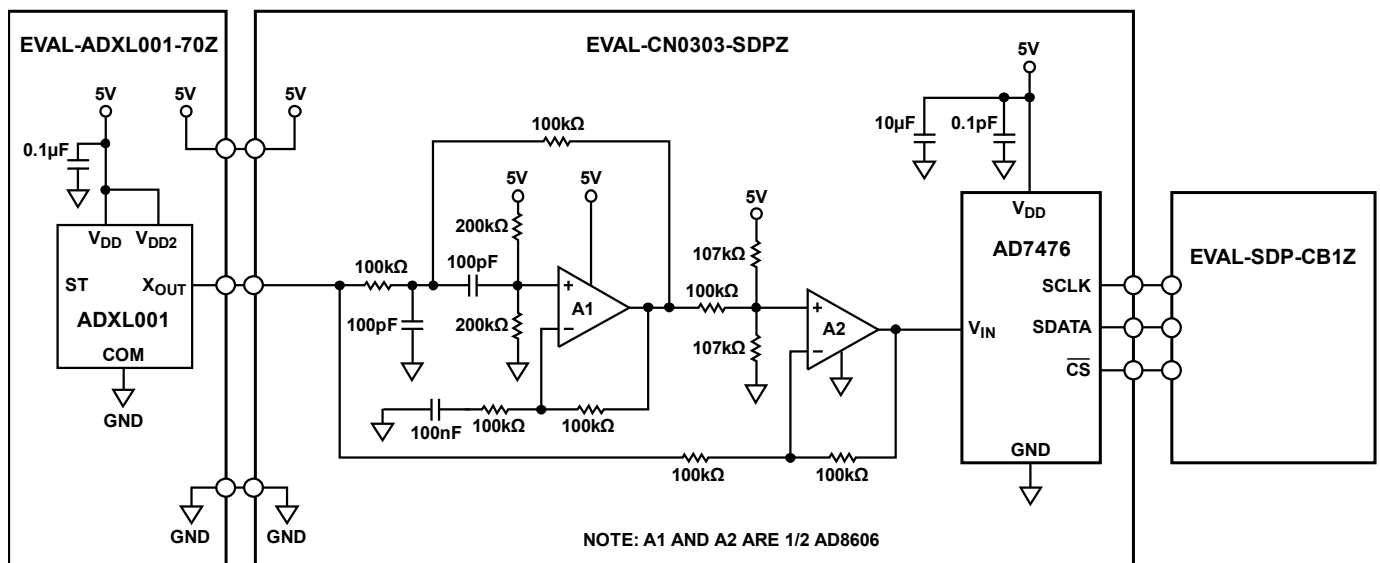 EVAL-ADXL001-70Z
5V
5V
0.1µF
VDD VDD2
ST XOUT
ADXL001
COM
GND
GND
EVAL-CN0303-SDPZ
5V
100kΩ
5V
5V
200kΩ
100kΩ
100pF
100pF
200kΩ
+
A1
–
100nF
100kΩ
100kΩ
5V
107kΩ
100kΩ
107kΩ
+
A2
–
100kΩ
100kΩ
GND
5V
10µF
0.1pF
VDD
AD7476
SCLK
VIN
SDATA
CS
GND
NOTE: A1 AND A2 ARE 1/2 AD8606
EVAL-SDP-CB1Z